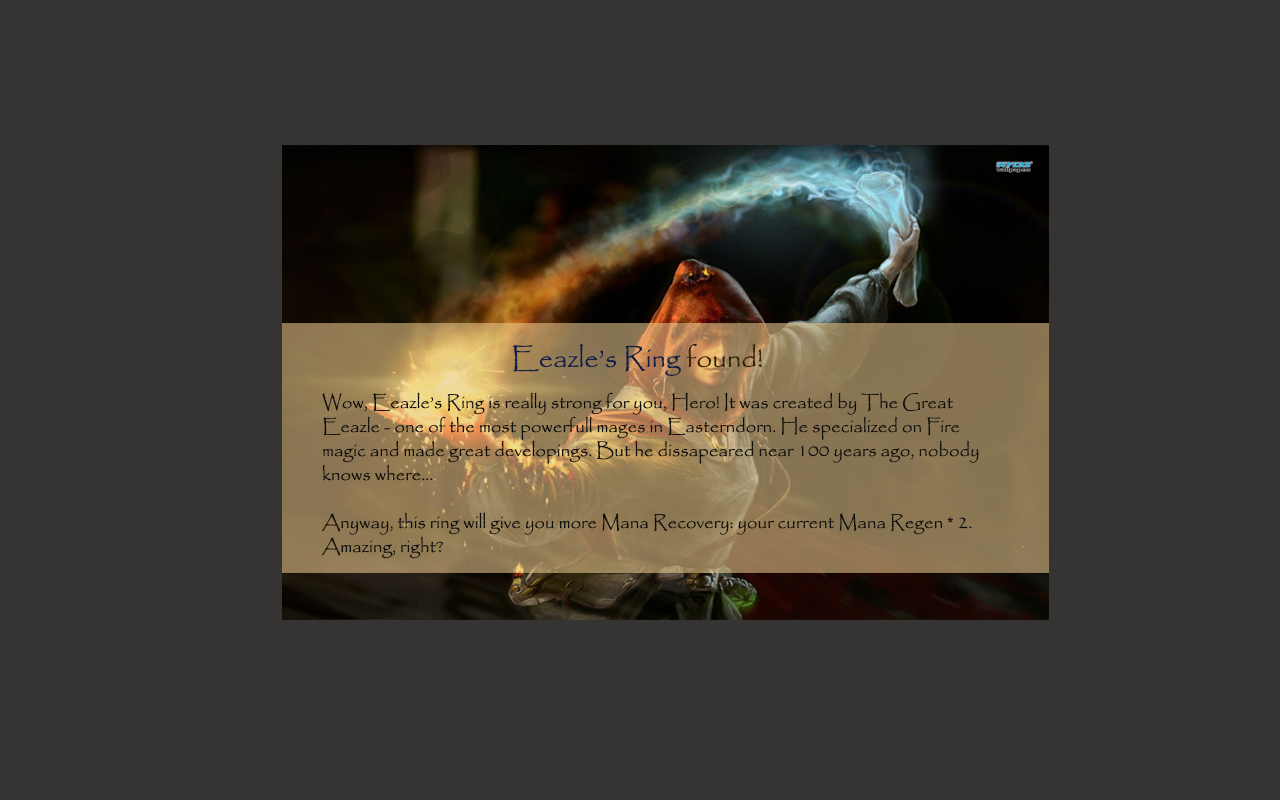 SUPERB
wallpapers
Eeazle's Ring found!
Wow, Eeazle's Ring is really strong for you, Hero! It was created by The Great
Eeazle - one of the most powerfull mages in Easterndorn. He specialized on Fire
magic and made great developings. But he dissapeared near 100 years ago, nobody
knows where...
Anyway, this ring will give you more Mana Recovery: your current Mana Regen * 2.
Amazing, right?